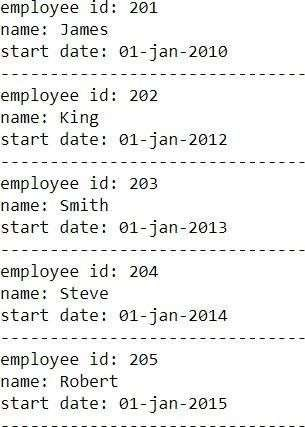 employee id: 201
name: James
start date: 01-jan-2010
-------------------------------
employee id: 202
name: King
start date: 01-jan-2012
-------------------------------
employee id: 203
name: Smith
start date: 01-jan-2013
-------------------------------
employee id: 204
name: Steve
start date: 01-jan-2014
-------------------------------
employee id: 205
name: Robert
start date: 01-jan-2015
-------------------------------